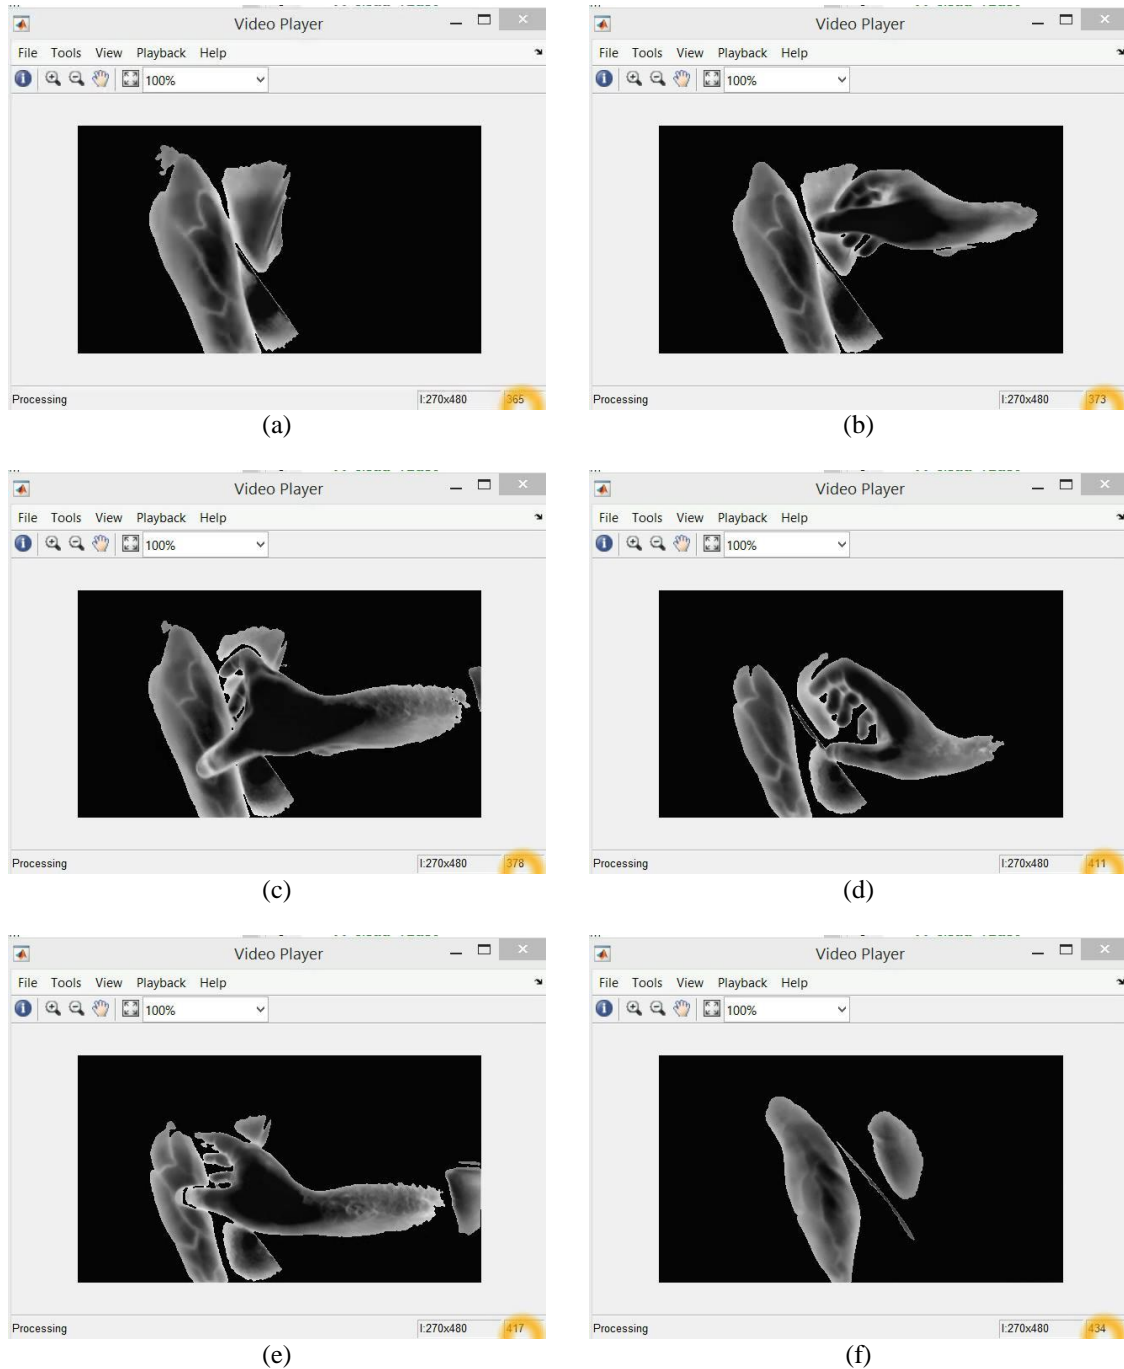 Video Player
File Tools View Playback Help
100%
Processing I:270x480 365
(a)
Video Player
File Tools View Playback Help
100%
Processing I:270x480 373
(b)
Video Player
File Tools View Playback Help
100%
Processing I:270x480 378
(c)
Video Player
File Tools View Playback Help
100%
Processing I:270x480 411
(d)
Video Player
File Tools View Playback Help
100%
Processing I:270x480 417
(e)
Video Player
File Tools View Playback Help
100%
Processing I:270x480 434
(f)